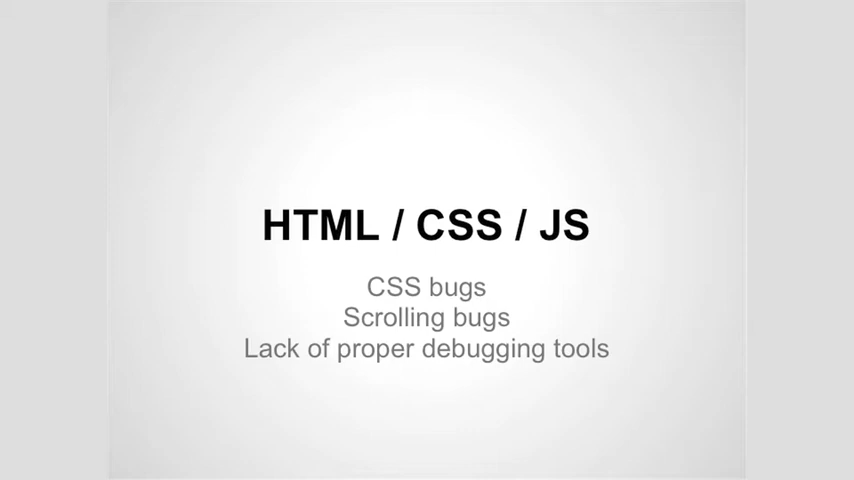 HTML / CSS / JS
CSS bugs
Scrolling bugs
Lack of proper debugging tools